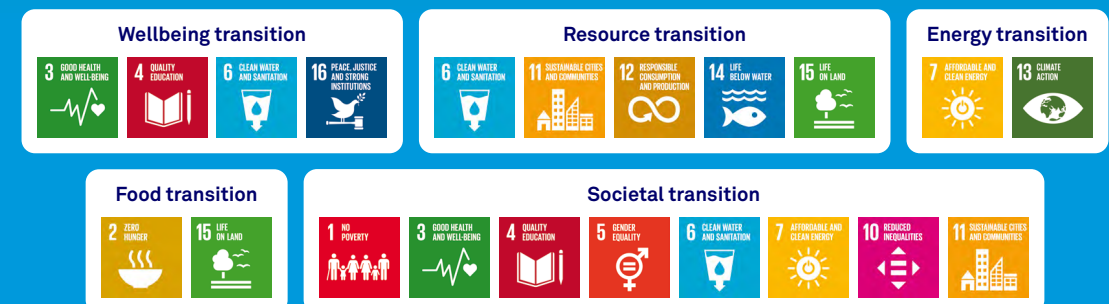 Wellbeing transition
3 GOOD HEALTH
AND WELL-BEING
4 QUALITY
EDUCATION
6 CLEAN WATER
AND SANITATION
16 PEACE, JUSTICE
AND STRONG
INSTITUTIONS
Resource transition
6 CLEAN WATER
AND SANITATION
11 SUSTAINABLE CITIES
AND COMMUNITIES
12 RESPONSIBLE
CONSUMPTION
AND PRODUCTION
14 LIFE
BELOW WATER
15 LIFE
ON LAND
Energy transition
7 AFFORDABLE AND
CLEAN ENERGY
13 CLIMATE
ACTION
Food transition
2 ZERO
HUNGER
15 LIFE
ON LAND
Societal transition
1 NO
POVERTY
3 GOOD HEALTH
AND WELL-BEING
4 QUALITY
EDUCATION
5 GENDER
EQUALITY
6 CLEAN WATER
AND SANITATION
7 AFFORDABLE AND
CLEAN ENERGY
10 REDUCED
INEQUALITIES
11 SUSTAINABLE CITIES
AND COMMUNITIES